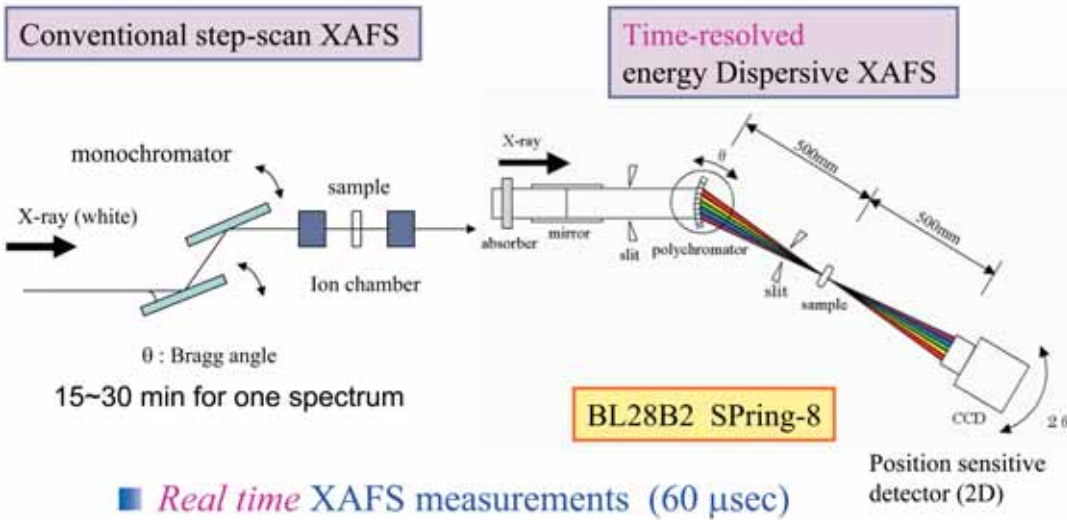 Conventional step-scan XAFS
monochromator
X-ray (white)
sample
Ion chamber
θ : Bragg angle
15~30 min for one spectrum
Time-resolved
energy Dispersive XAFS
X-ray
θ
500mm
500mm
absorber
mirror
slit
polychromator
slit
sample
CCD
2 θ
BL28B2 SPring-8
Position sensitive
detector (2D)
Real time XAFS measurements (60 μsec)